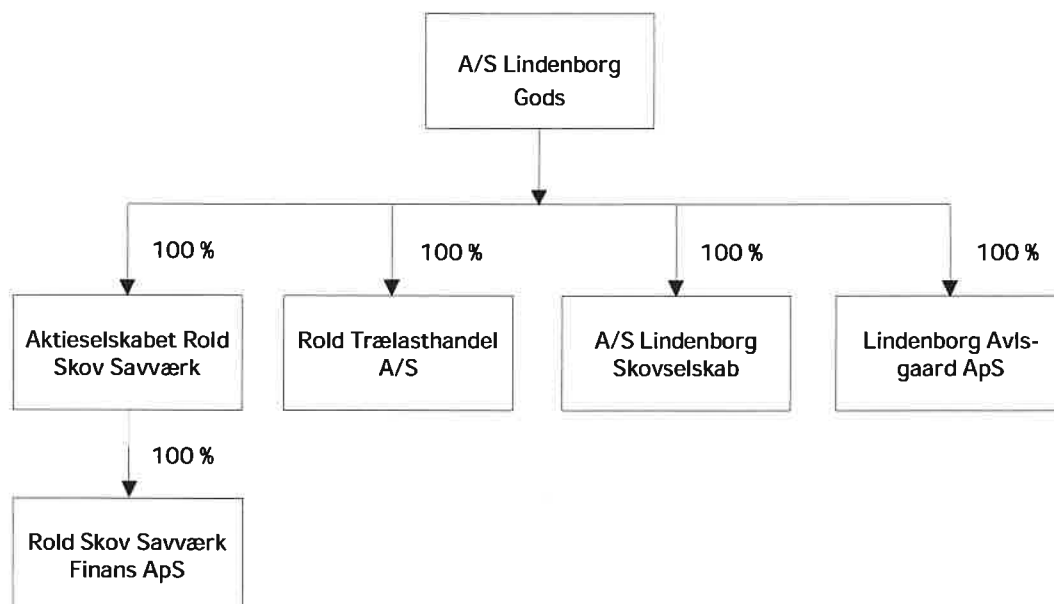 A/S Lindenborg
Gods
100 %
100 %
100 %
100 %
Aktieselskabet Rold
Skov Savværk
Rold Trælasthandel
A/S
A/S Lindenborg
Skovselskab
Lindenborg Avls-
gaard ApS
100 %
Rold Skov Savværk
Finans ApS